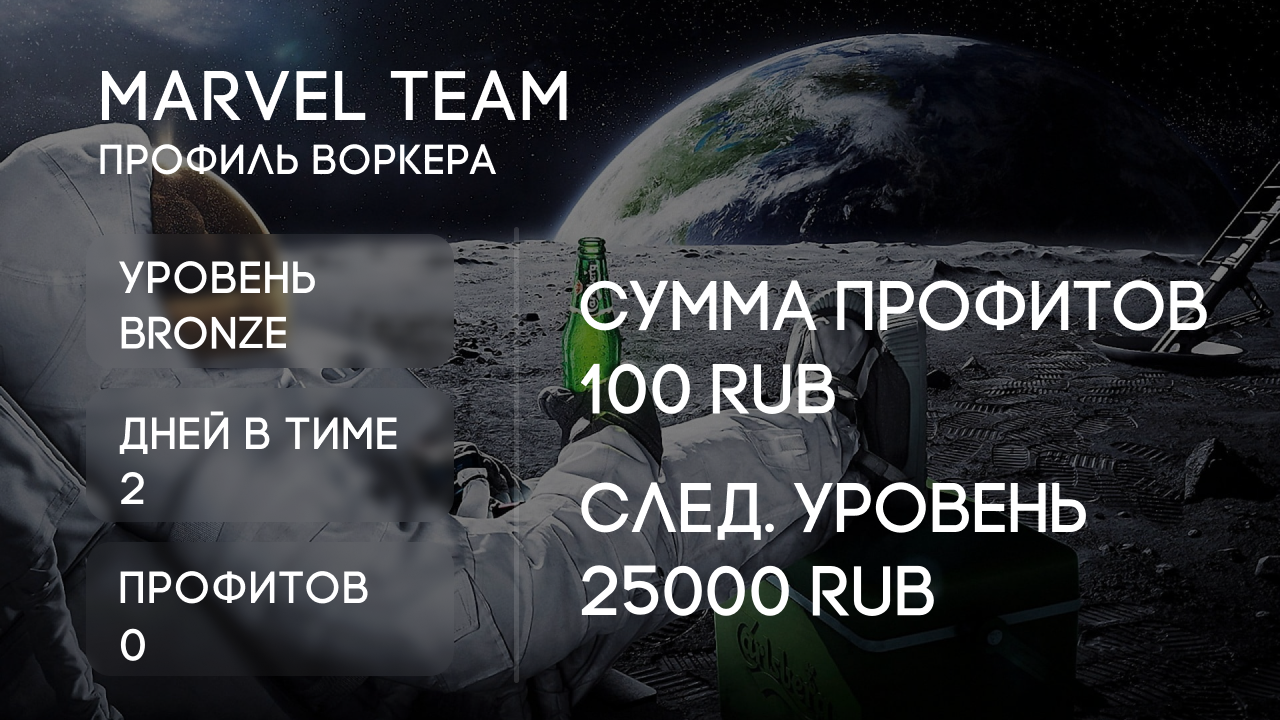 MARVEL TEAM
ПРОФИЛЬ ВОРКЕРА
УРОВЕНЬ
BRONZE
ДНЕЙ В ТИМЕ
2
ПРОФИТОВ
0
СУММА ПРОФИТОВ
100 RUB
СЛЕД. УРОВЕНЬ
25000 RUB
Carlsberg